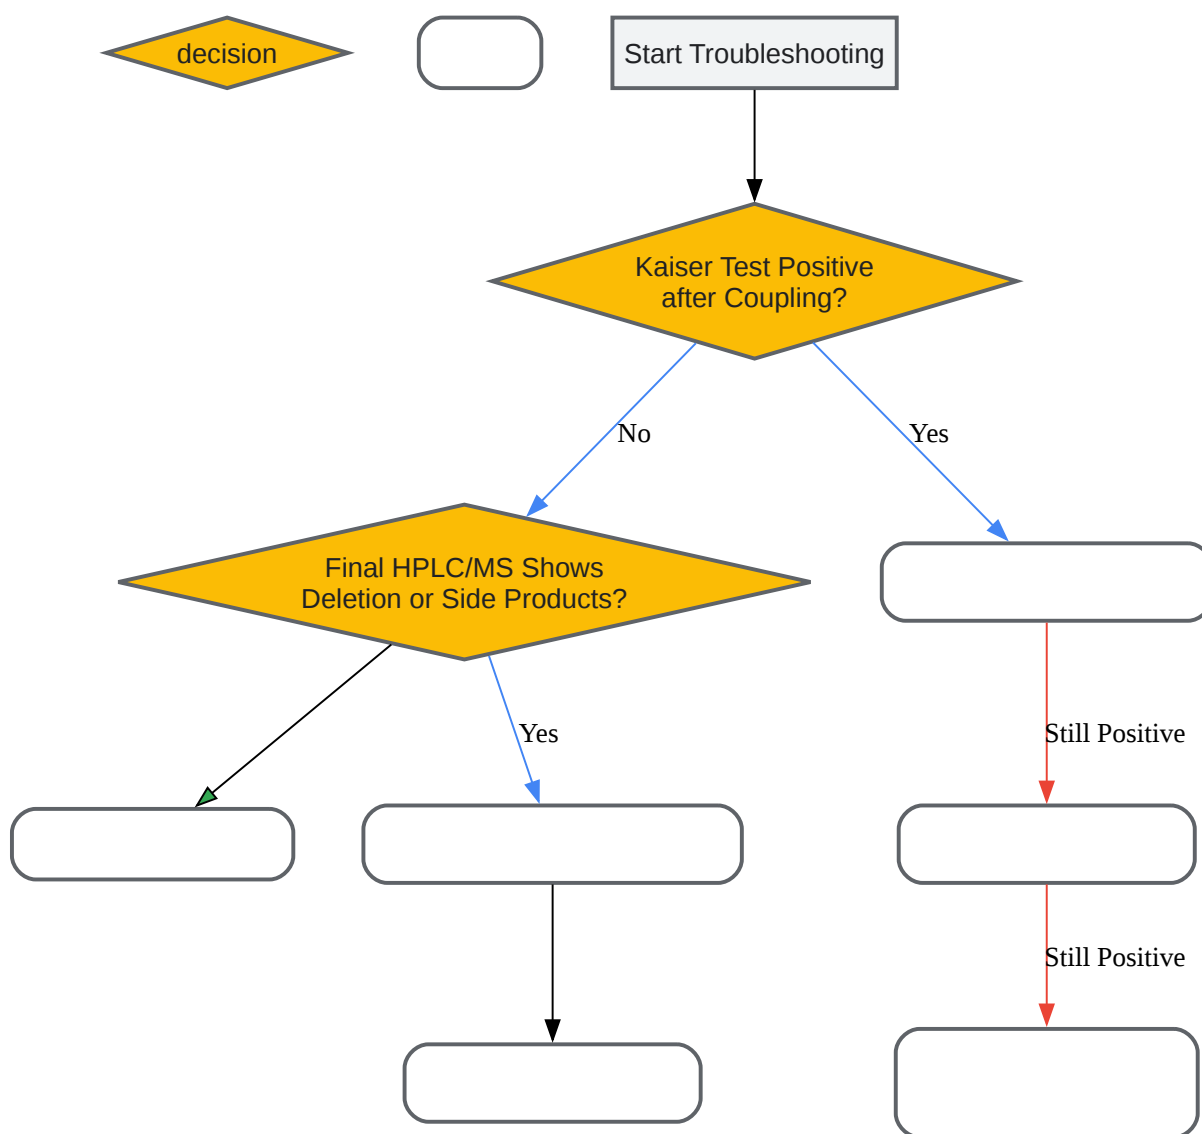 decision
Start Troubleshooting
Kaiser Test Positive
after Coupling?
No
Yes
Final HPLC/MS Shows
Deletion or Side Products?
Yes
Still Positive
Still Positive